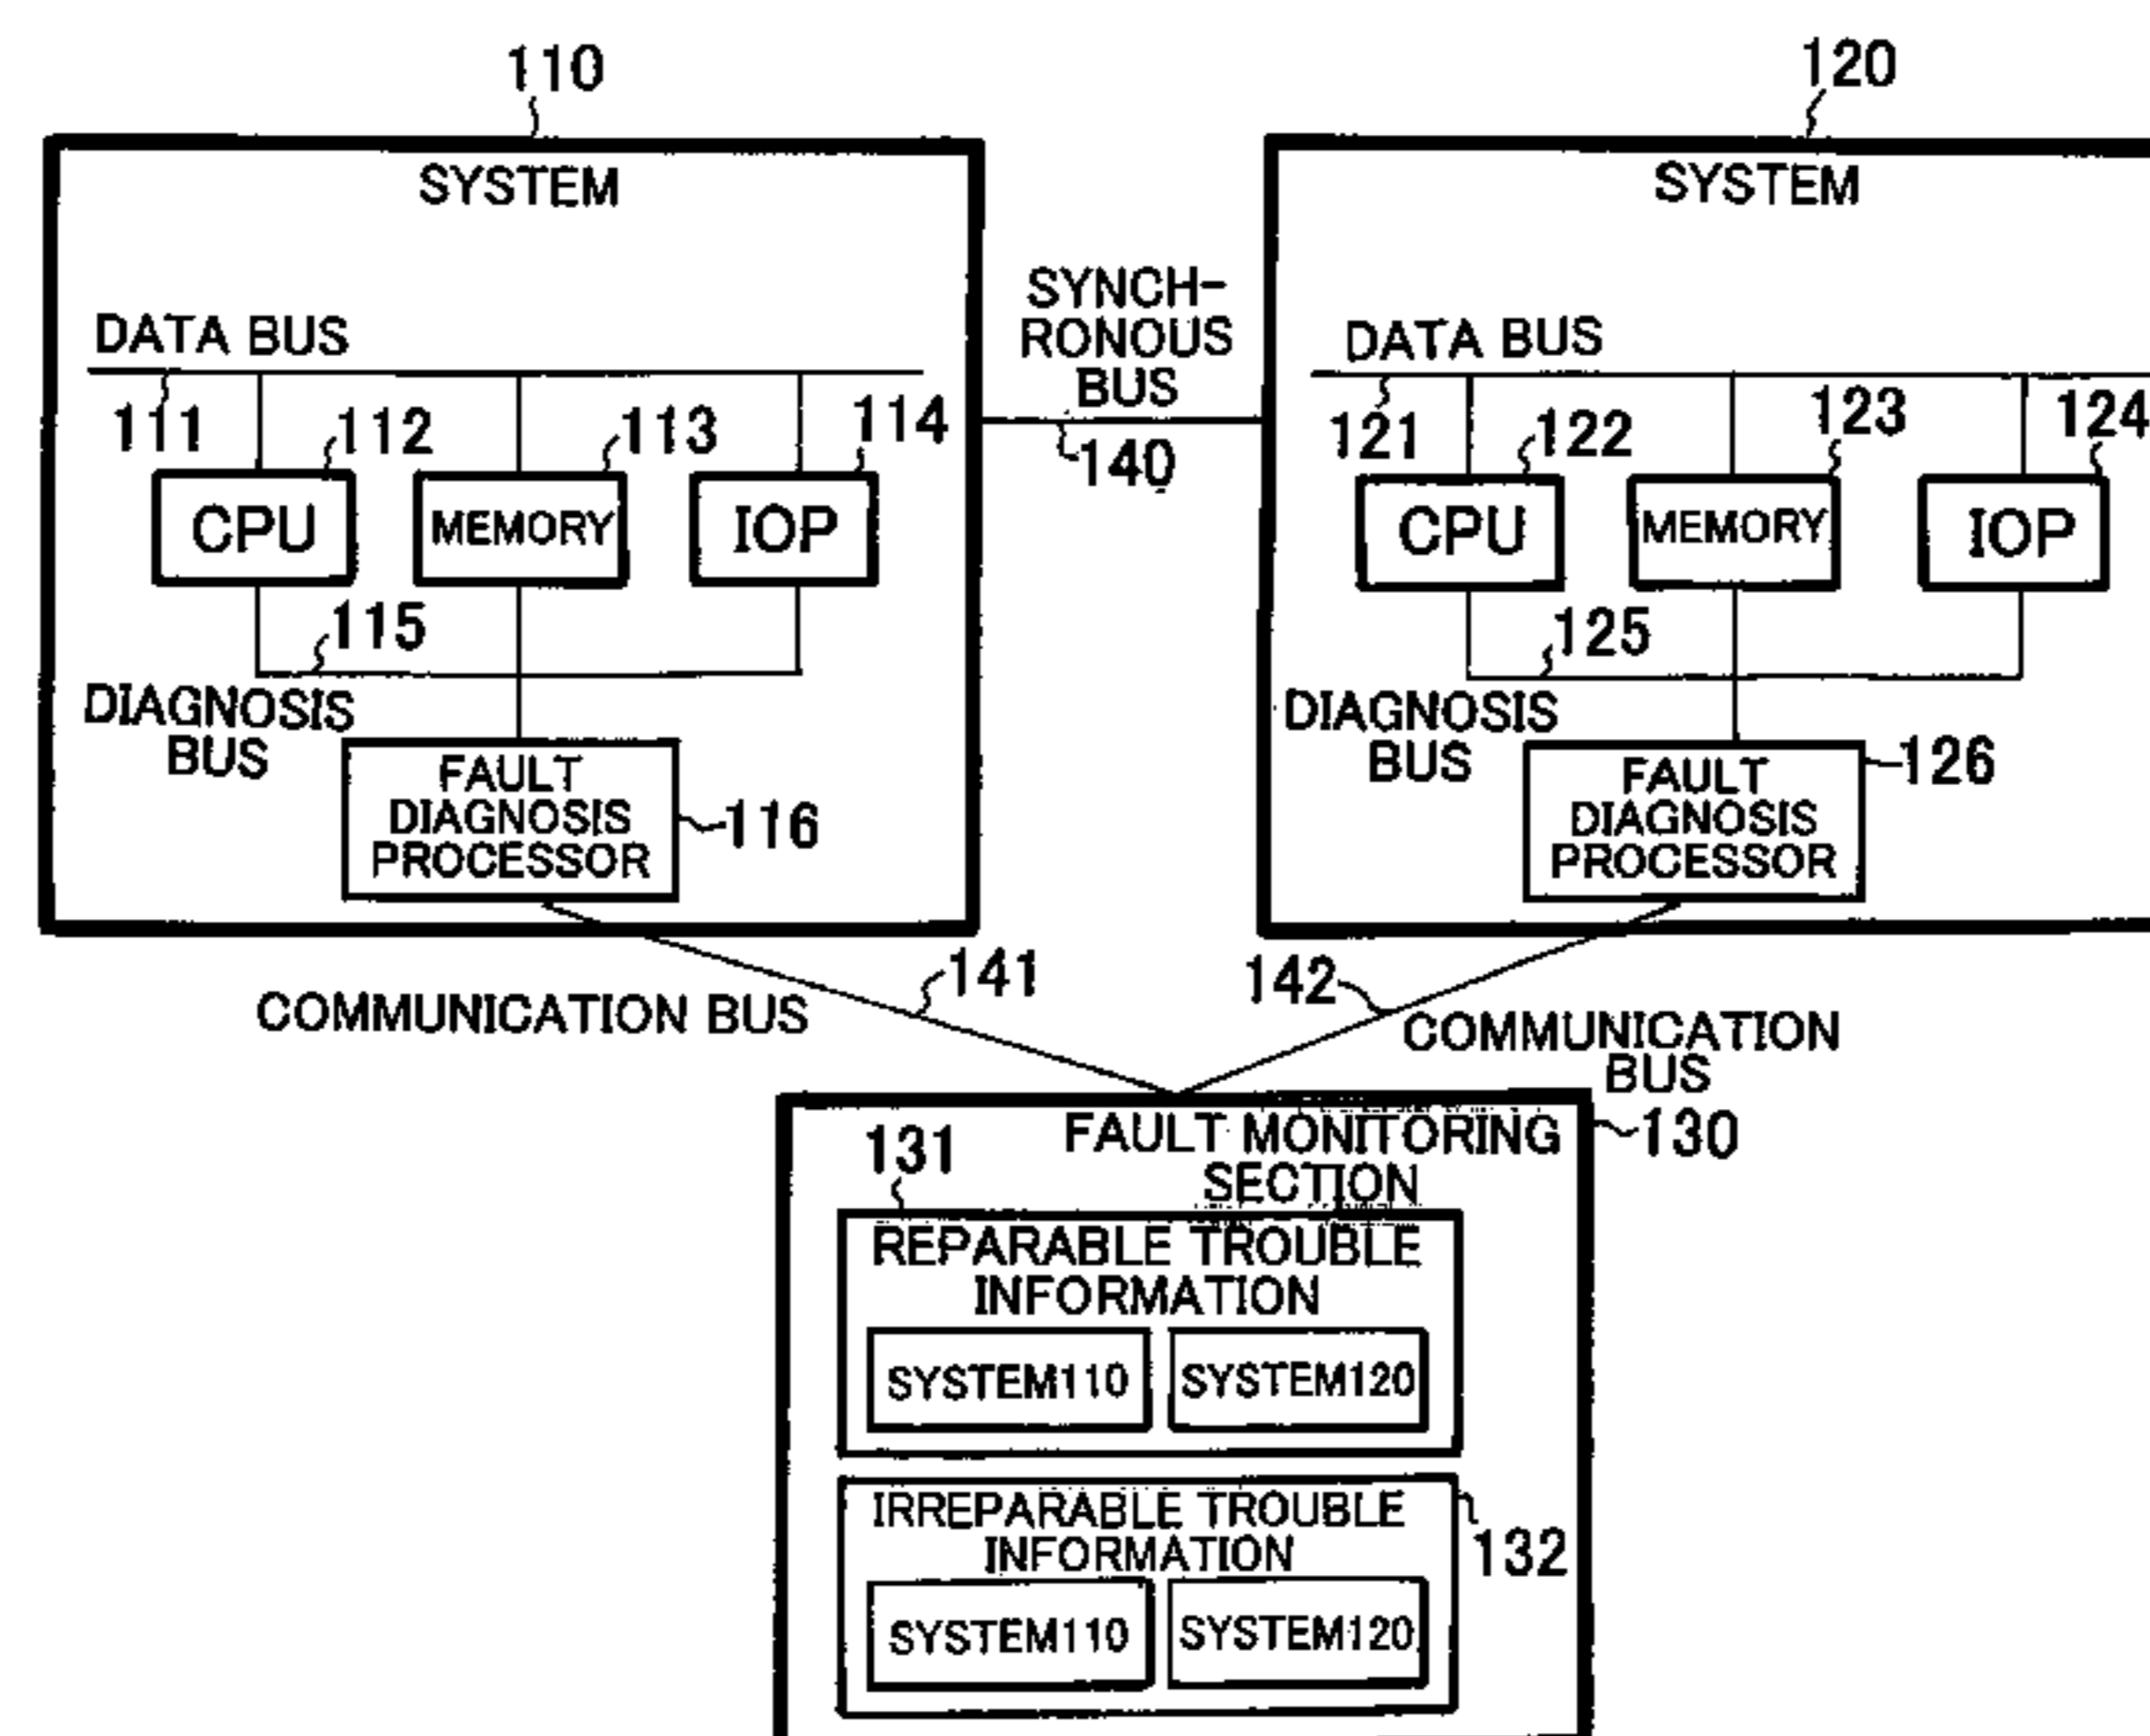 110
120
SYSTEM
SYSTEM
SYNCH-
RONOUS
BUS
140
DATA BUS
111
112
113
114
CPU
MEMORY
IOP
115
DIAGNOSIS
BUS
FAULT
DIAGNOSIS
PROCESSOR
116
DATA BUS
121
122
123
124
CPU
MEMORY
IOP
125
DIAGNOSIS
BUS
FAULT
DIAGNOSIS
PROCESSOR
126
COMMUNICATION BUS
141
142
COMMUNICATION
BUS
FAULT MONITORING
SECTION
130
131
REPARABLE TROUBLE
INFORMATION
SYSTEM110
SYSTEM120
IRREPARABLE TROUBLE
INFORMATION
132
SYSTEM110
SYSTEM120